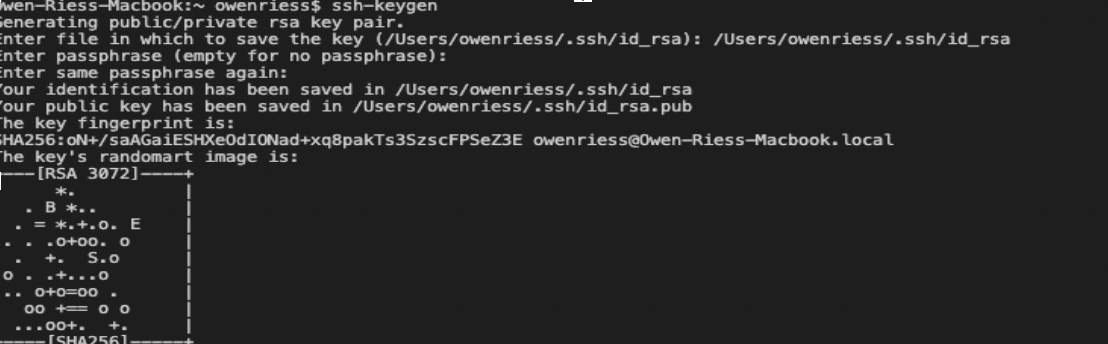 Owen-Riess-Macbook:~ owenriess$ ssh-keygen
Generating public/private rsa key pair.
Enter file in which to save the key (/Users/owenriess/.ssh/id_rsa): /Users/owenriess/.ssh/id_rsa
Enter passphrase (empty for no passphrase):
Enter same passphrase again:
Your identification has been saved in /Users/owenriess/.ssh/id_rsa
Your public key has been saved in /Users/owenriess/.ssh/id_rsa.pub
The key fingerprint is:
SHA256:oN+/saAGaiESHXeOdIONad+xq8pakTs3SzscFPSeZ3E owenriess@Owen-Riess-Macbook.local
The key's randomart image is:
----[RSA 3072]----+
      *.          |
   . B *..        |
  . = *.+.o. E    |
. . .o+oo. o      |
 .  +.  S.o       |
o . .+...o        |
.. o+o=oo .       |
  oo +== o o      |
 ...oo+.  +.      |
-----[SHA256]-----+